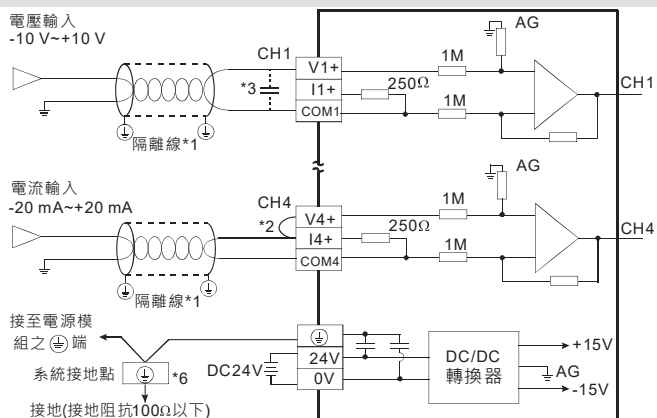 電壓輸入
-10 V~+10 V
CH1
*3
V1+
I1+
COM1
250Ω
1M
1M
AG
CH1
隔離線*1
電流輸入
-20 mA~+20 mA
CH4
*2
V4+
I4+
COM4
250Ω
1M
1M
AG
CH4
隔離線*1
接至電源模
組之 端
系統接地點
*6
接地(接地阻抗100Ω以下)
DC24V
24V
0V
DC/DC
轉換器
+15V
AG
-15V